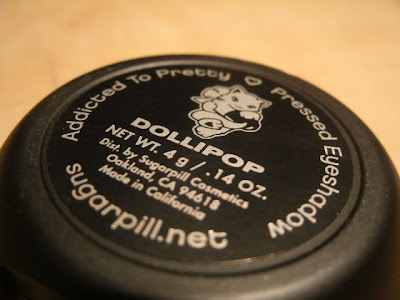 Addicted To Pretty ♡ Pressed Eyeshadow
DOLLIPOP
NET WT. 4 g / .14 OZ.
Dist. by Sugarpill Cosmetics
Oakland, CA 94618
Made in California
sugarpill.net